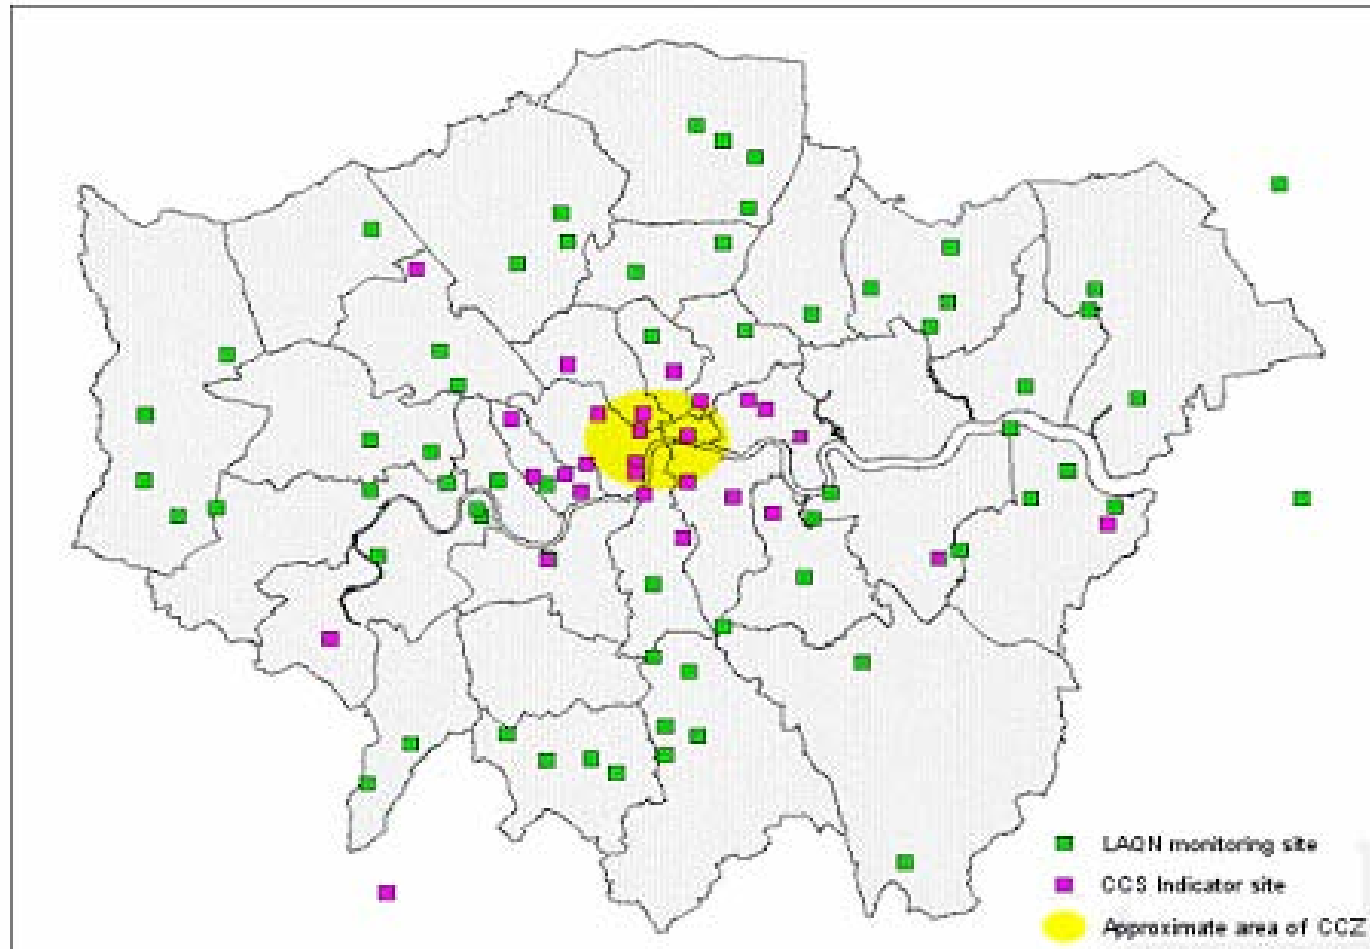 LAQN monitoring site
CCS Indicator site
Approximate area of CCZ